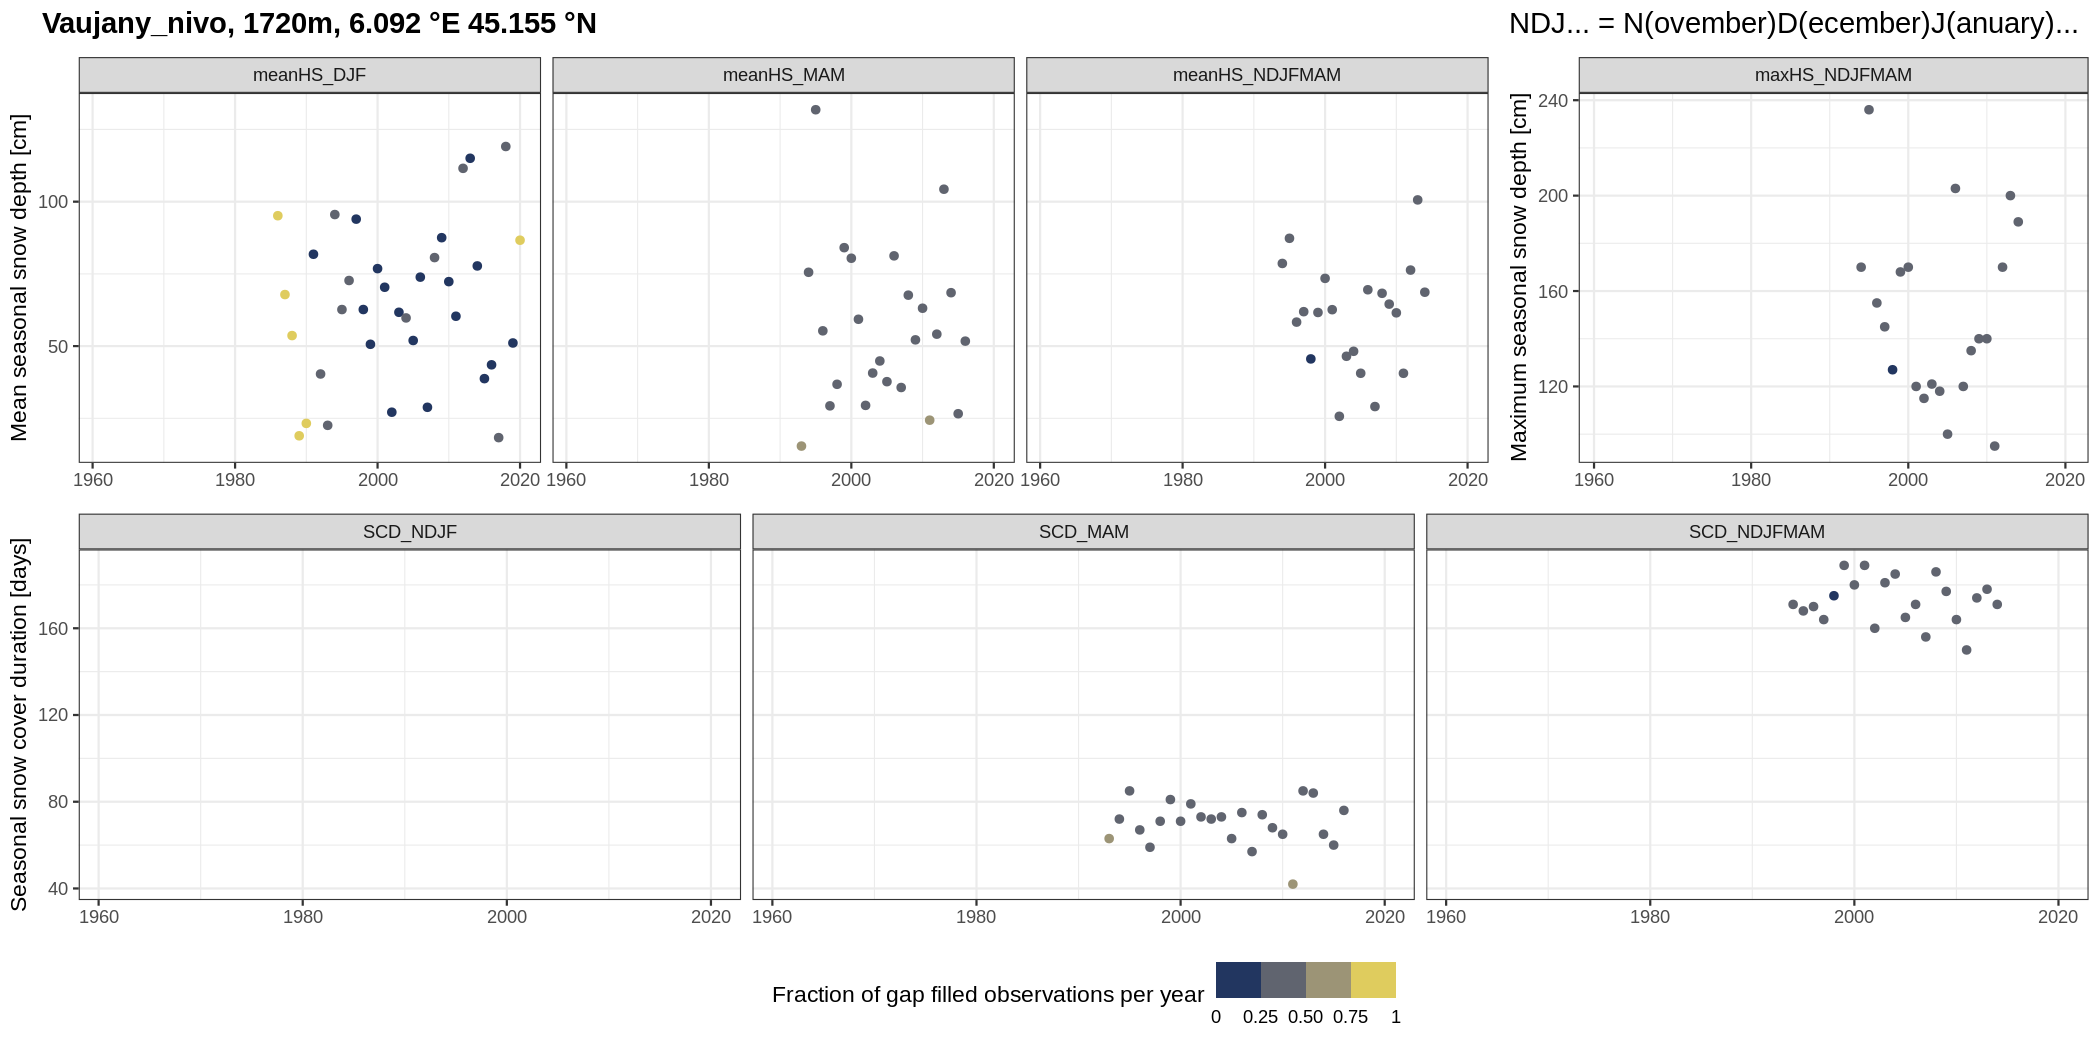 Vaujany_nivo, 1720m, 6.092 °E 45.155 °N
NDJ... = N(ovember)D(ecember)J(anuary)...
meanHS_DJF
meanHS_MAM
meanHS_NDJFMAM
maxHS_NDJFMAM
Mean seasonal snow depth [cm]
100
50
1960 1980 2000 2020
1960 1980 2000 2020
1960 1980 2000 2020
Maximum seasonal snow depth [cm]
240
200
160
120
1960 1980 2000 2020
SCD_NDJF
SCD_MAM
SCD_NDJFMAM
Seasonal snow cover duration [days]
160
120
80
40
1960 1980 2000 2020
1960 1980 2000 2020
1960 1980 2000 2020
Fraction of gap filled observations per year
0 0.25 0.50 0.75 1